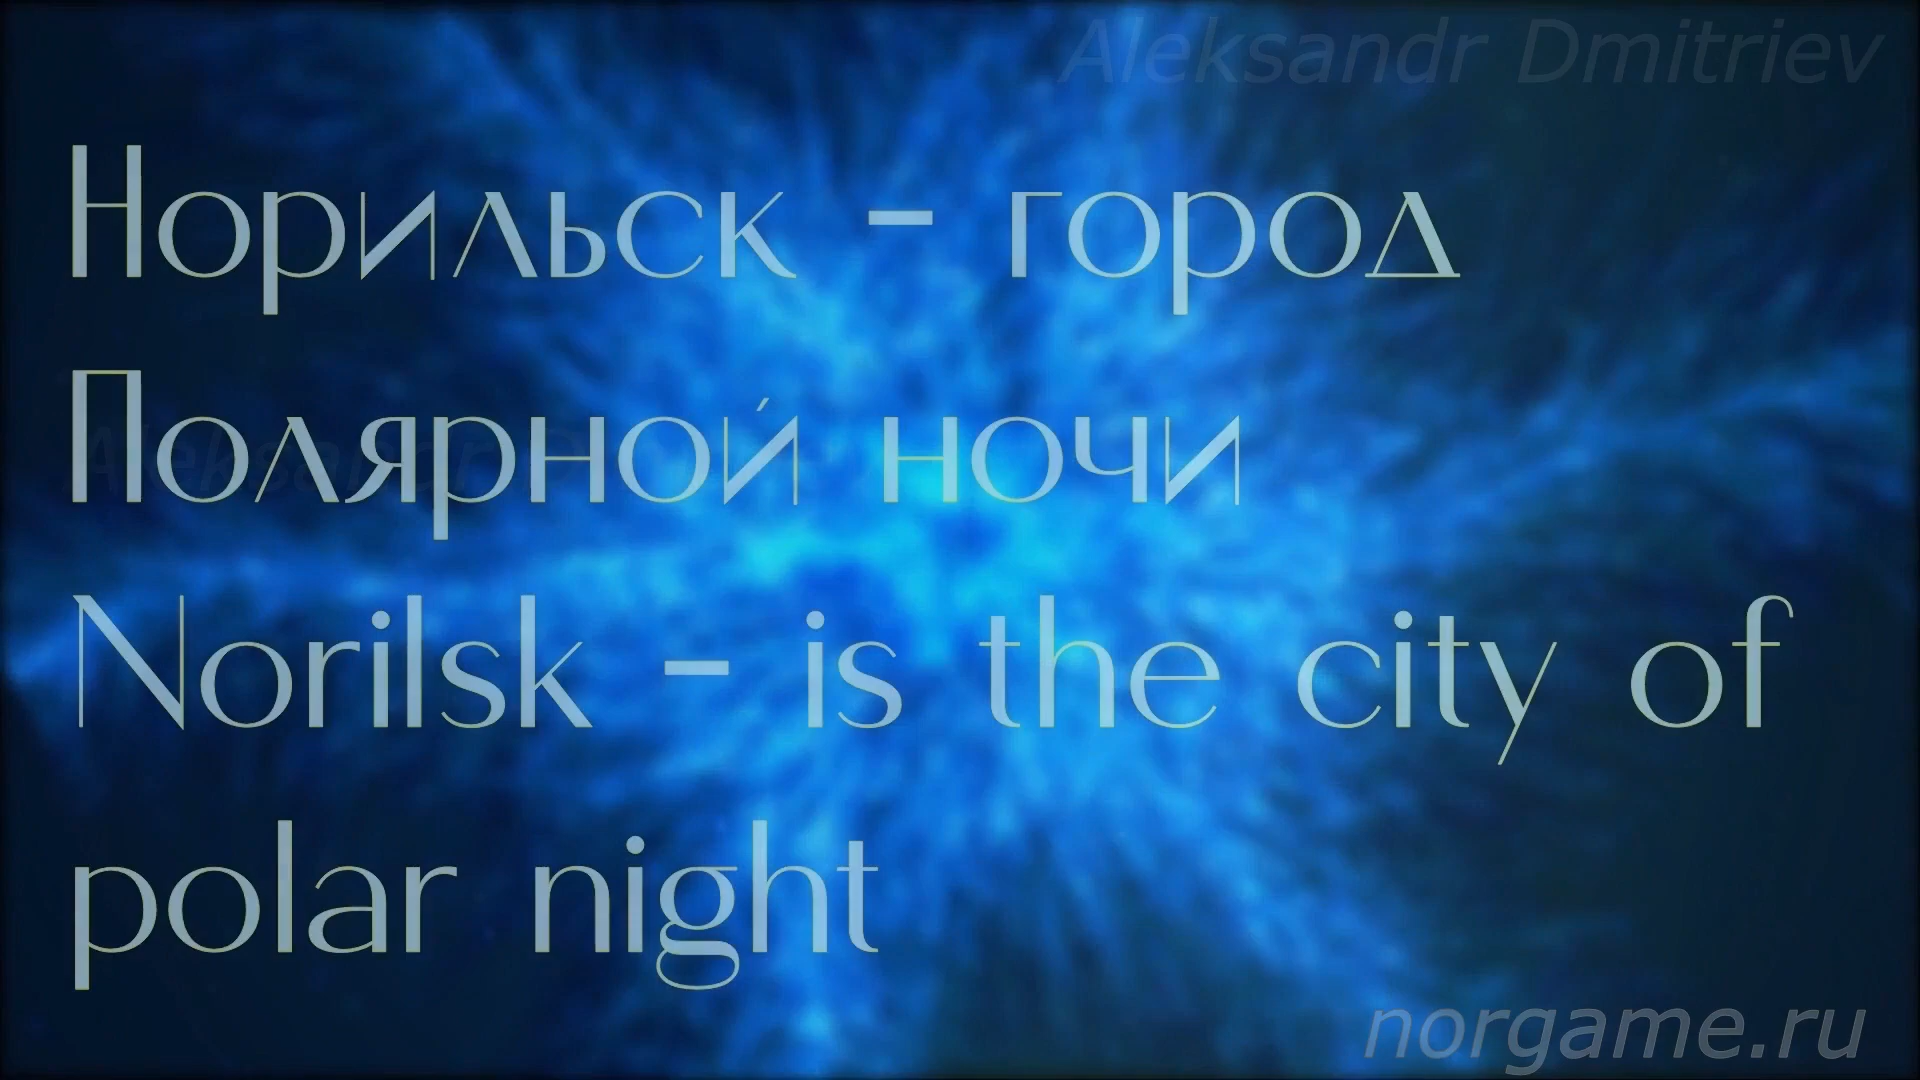 Aleksandr Dmitriev
Норильск - город
Полярной ночи
Norilsk - is the city of
polar night
norgame.ru